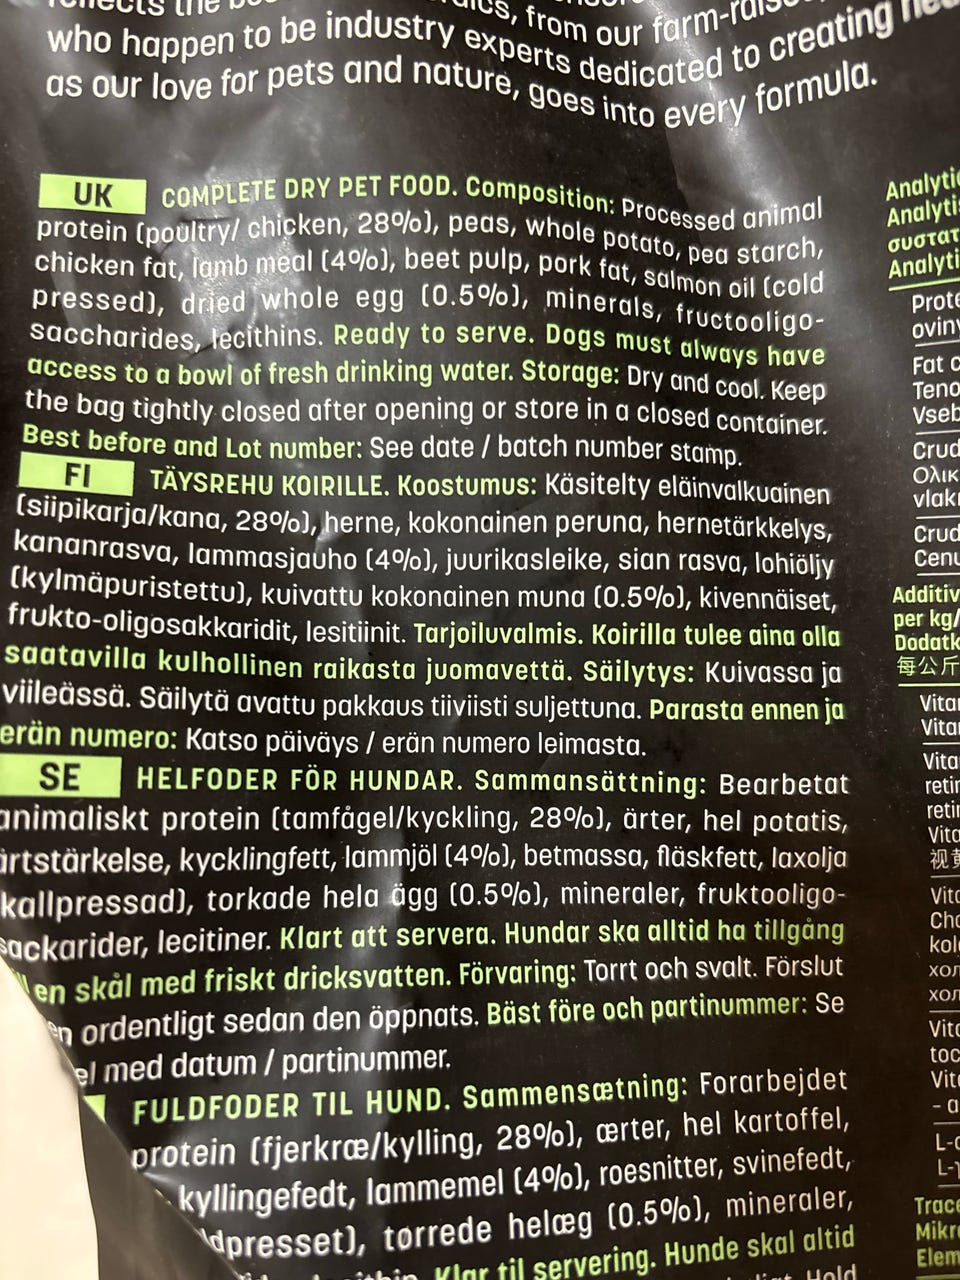 who happen to be industry experts dedicated to creating
as our love for pets and nature, goes into every formula.
UK COMPLETE DRY PET FOOD. Composition: Processed animal
protein (poultry/ chicken, 28%), peas, whole potato, pea starch,
chicken fat, lamb meal (4%), beet pulp, pork fat, salmon oil (cold
pressed), dried whole egg (0.5%), minerals, fructooligo-
saccharides, lecithins. Ready to serve. Dogs must always have
access to a bowl of fresh drinking water. Storage: Dry and cool. Keep
the bag tightly closed after opening or store in a closed container.
Best before and Lot number: See date / batch number stamp.
FI TÄYSREHU KOIRILLE. Koostumus: Käsitelty eläinvalkuainen
(siipikarja/kana, 28%), herne, kokonainen peruna, hernetärkkelys,
kananrasva, lammasjauho (4%), juurikasleike, sian rasva, lohiöljy
(kylmäpuristettu), kuivattu kokonainen muna (0.5%), kivennäiset,
frukto-oligosakkaridit, lesitiinit. Tarjoiluvalmis. Koirilla tulee aina olla
saatavilla kulhollinen raikasta juomavettä. Säilytys: Kuivassa ja
viileässä. Säilytä avattu pakkaus tiiviisti suljettuna. Parasta ennen ja
erän numero: Katso päiväys / erän numero leimasta.
SE HELFODER FÖR HUNDAR. Sammansättning: Bearbetat
animaliskt protein (tamfågel/kyckling, 28%), ärter, hel potatis,
ärtstärkelse, kycklingfett, lammjöl (4%), betmassa, fläskfett, laxolja
kallpressad), torkade hela ägg (0.5%), mineraler, fruktooligo-
sackarider, lecitiner. Klart att servera. Hundar ska alltid ha tillgång
en skål med friskt dricksvatten. Förvaring: Torrt och svalt. Förslut
ordentligt sedan den öppnats. Bäst före och partinummer: Se
med datum / partinummer.
FULDFODER TIL HUND. Sammensætning: Forarbejdet
protein (fjerkræ/kylling, 28%), ærter, hel kartoffel,
kyllingefedt, lammemel (4%), roesnitter, svinefedt,
tørrede helæg (0.5%), mineraler,
Klar til servering. Hunde skal altid
Hold
per kg/
每公斤